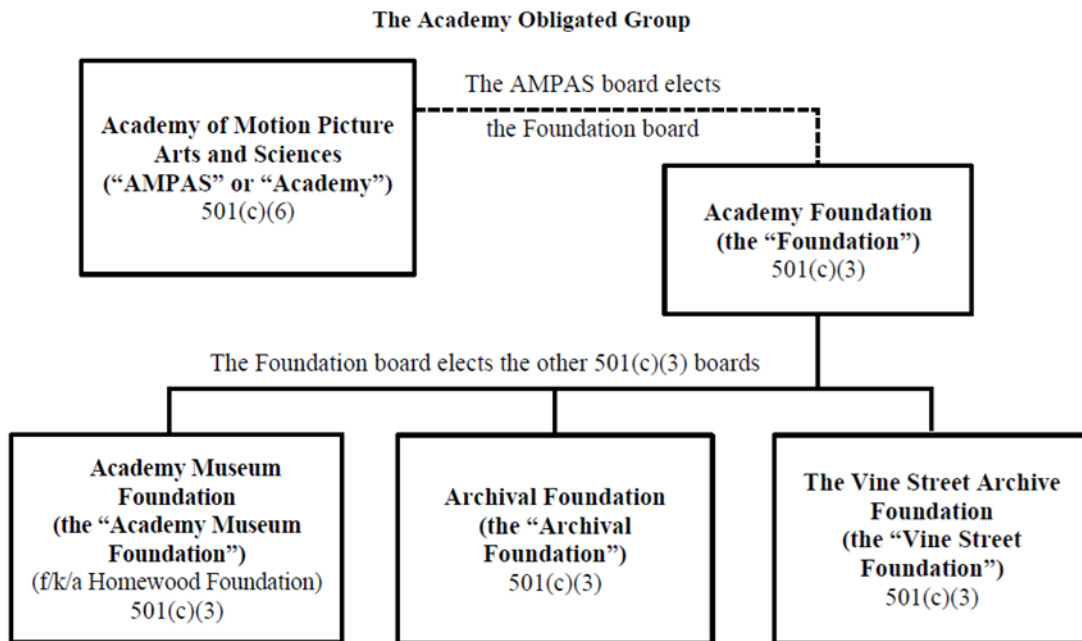 The Academy Obligated Group
The AMPAS board elects
the Foundation board
Academy of Motion Picture
Arts and Sciences
(“AMPAS” or “Academy”)
501(c)(6)
Academy Foundation
(the “Foundation”)
501(c)(3)
The Foundation board elects the other 501(c)(3) boards
Academy Museum
Foundation
(the “Academy Museum
Foundation”)
(f/k/a Homewood Foundation)
501(c)(3)
Archival Foundation
(the “Archival
Foundation”)
501(c)(3)
The Vine Street Archive
Foundation
(the “Vine Street
Foundation”)
501(c)(3)